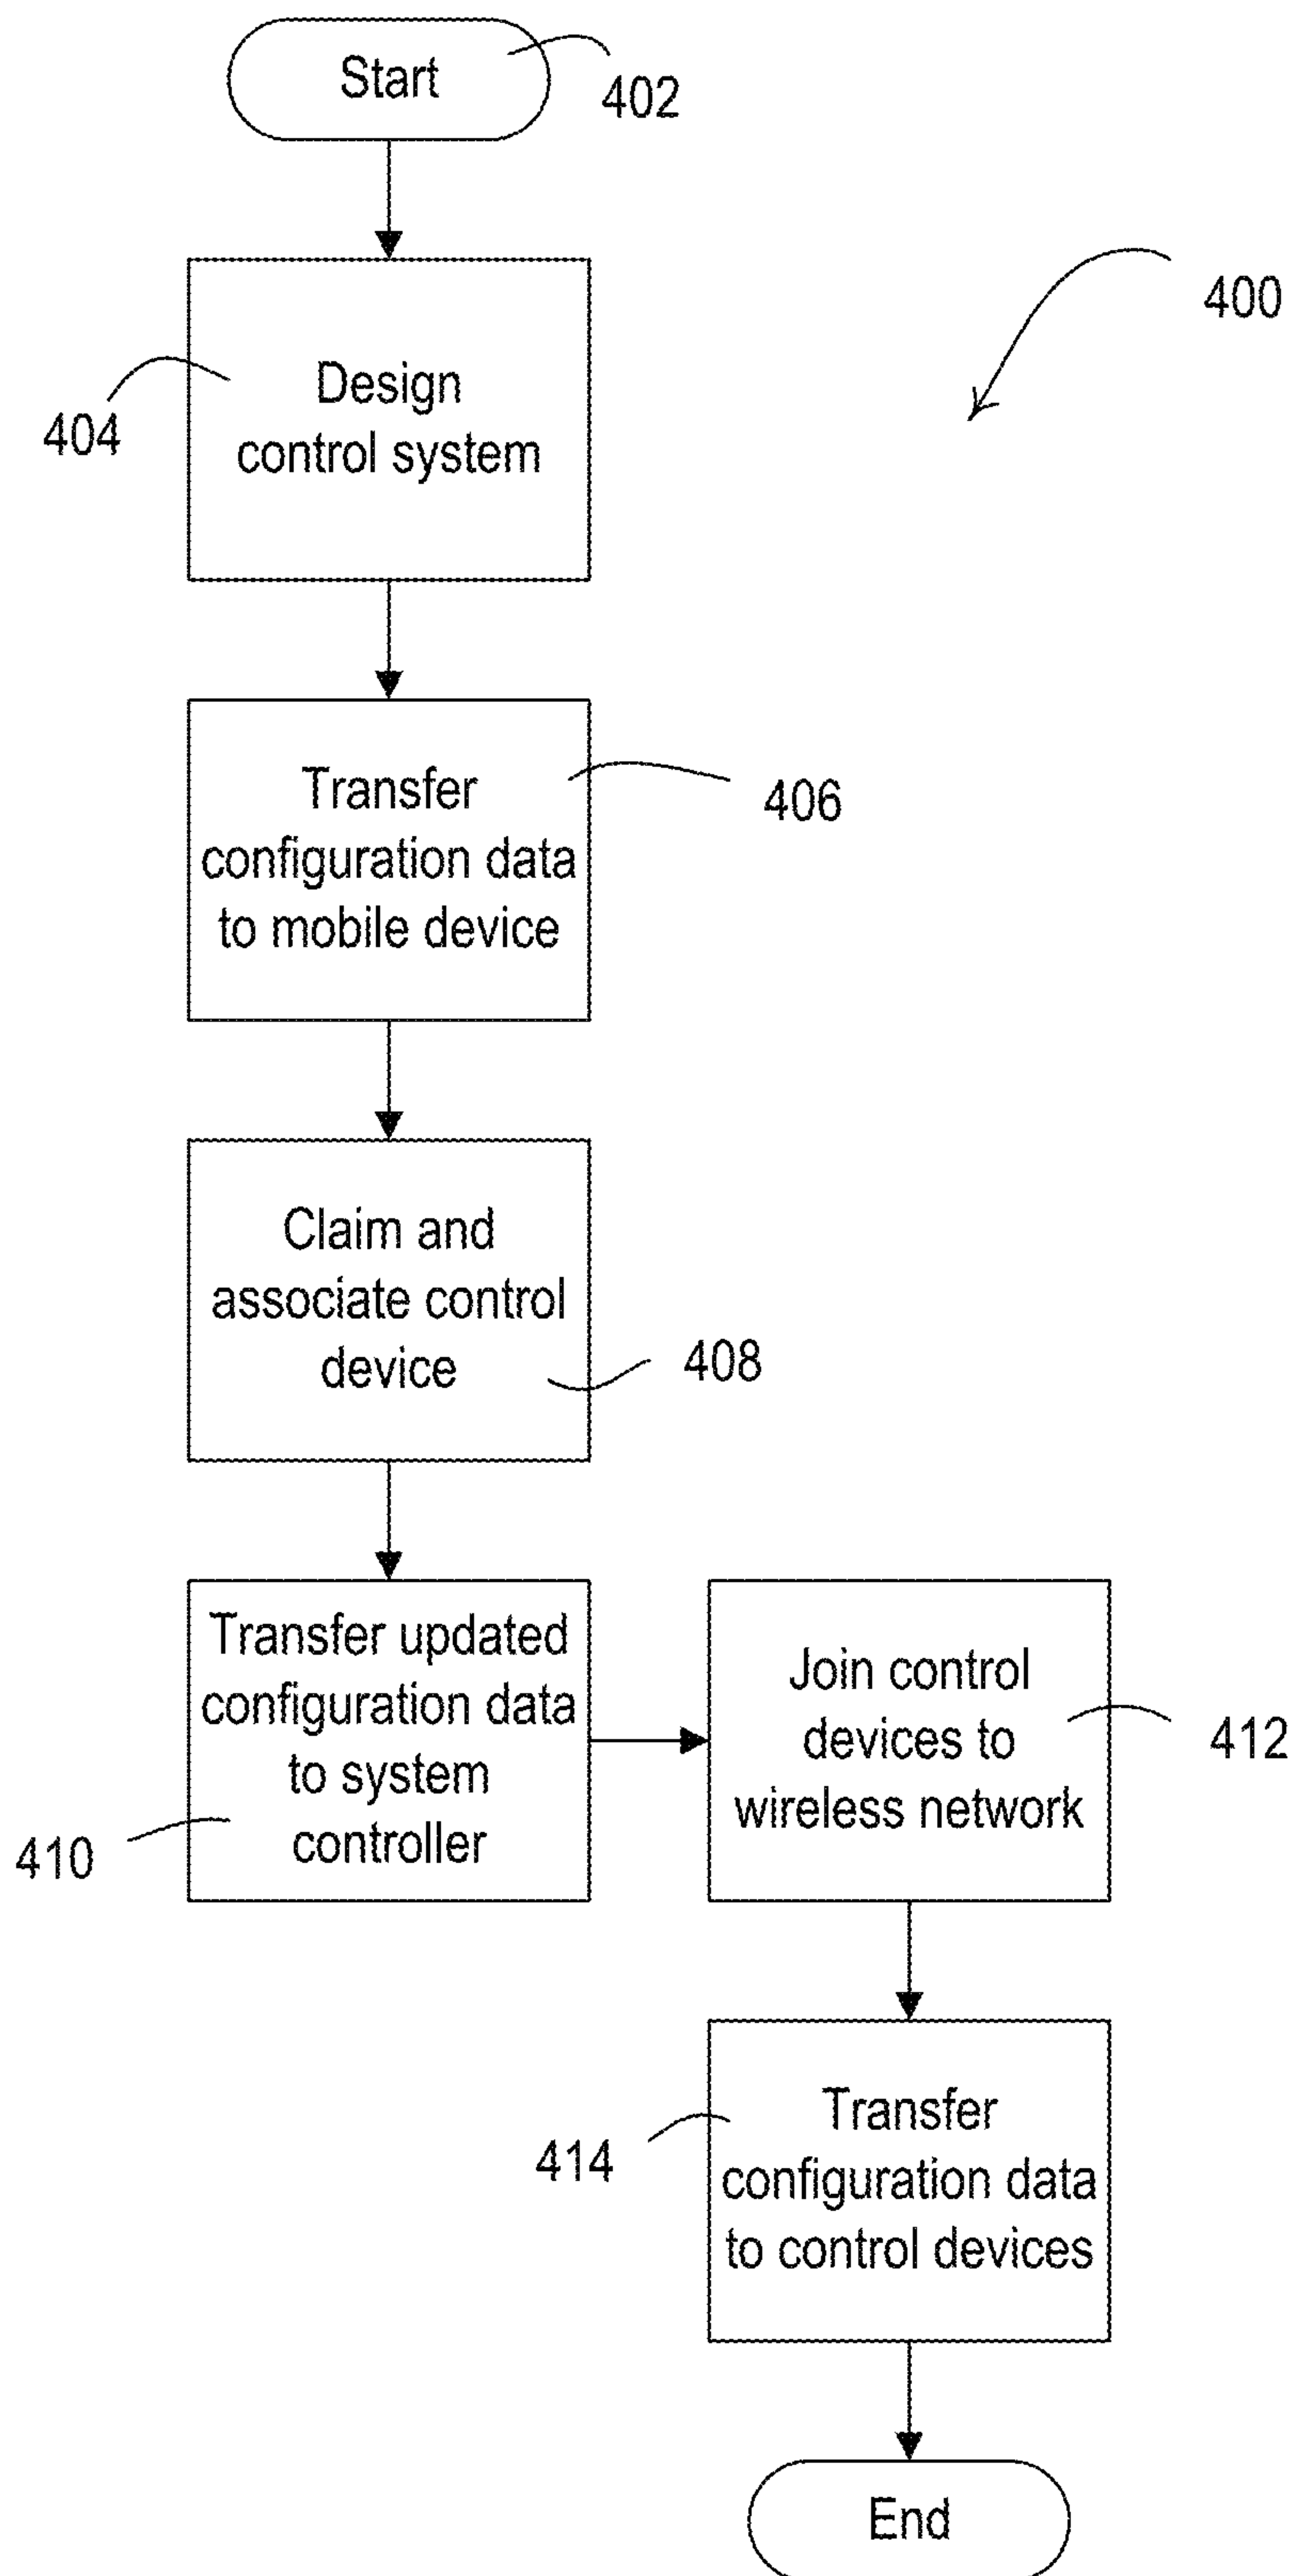 Start
402
400
Design
control system
404
Transfer
configuration data
to mobile device
406
Claim and
associate control
device
408
Transfer updated
configuration data
to system
controller
410
Join control
devices to
wireless network
412
Transfer
configuration data
to control devices
414
End